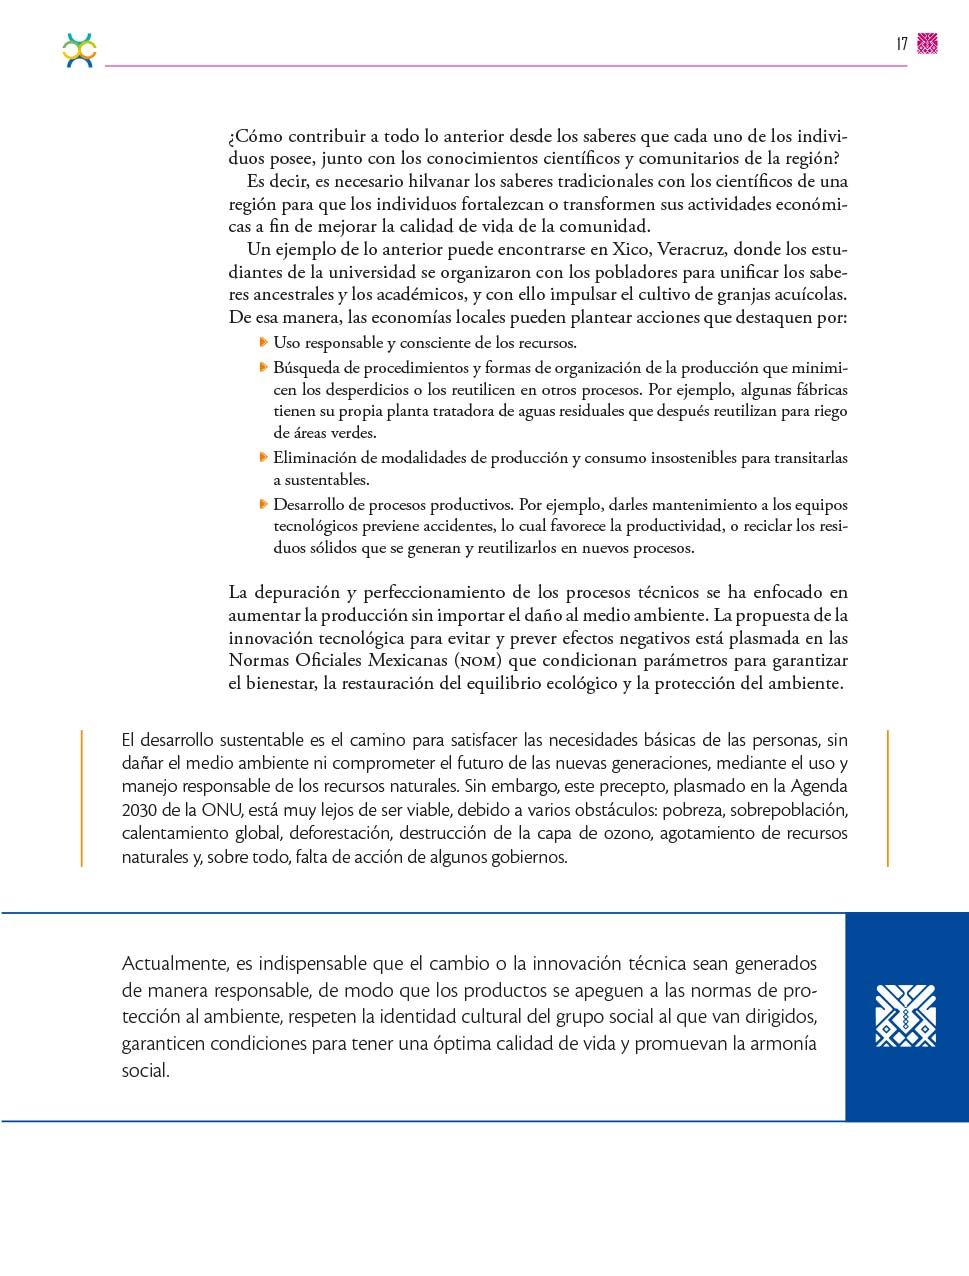 17
¿Cómo contribuir a todo lo anterior desde los saberes que cada uno de los indivi-
duos posee, junto con los conocimientos científicos y comunitarios de la región?
Es decir, es necesario hilvanar los saberes tradicionales con los científicos de una
región para que los individuos fortalezcan o transformen sus actividades económi-
cas a fin de mejorar la calidad de vida de la comunidad.
Un ejemplo de lo anterior puede encontrarse en Xico, Veracruz, donde los estu-
diantes de la universidad se organizaron con los pobladores para unificar los sabe-
res ancestrales y los académicos, y con ello impulsar el cultivo de granjas acuícolas.
De esa manera, las economías locales pueden plantear acciones que destaquen por:
Uso responsable y consciente de los recursos.
Búsqueda de procedimientos y formas de organización de la producción que minimi-
cen los desperdicios o los reutilicen en otros procesos. Por ejemplo, algunas fábricas
tienen su propia planta tratadora de aguas residuales que después reutilizan para riego
de áreas verdes.
Eliminación de modalidades de producción y consumo insostenibles para transitarlas
a sustentables.
Desarrollo de procesos productivos. Por ejemplo, darles mantenimiento a los equipos
tecnológicos previene accidentes, lo cual favorece la productividad, o reciclar los resi-
duos sólidos que se generan y reutilizarlos en nuevos procesos.
La depuración y perfeccionamiento de los procesos técnicos se ha enfocado en
aumentar la producción sin importar el daño al medio ambiente. La propuesta de la
innovación tecnológica para evitar y prever efectos negativos está plasmada en las
Normas Oficiales Mexicanas (NOM) que condicionan parámetros para garantizar
el bienestar, la restauración del equilibrio ecológico y la protección del ambiente.
El desarrollo sustentable es el camino para satisfacer las necesidades básicas de las personas, sin
dañar el medio ambiente ni comprometer el futuro de las nuevas generaciones, mediante el uso y
manejo responsable de los recursos naturales. Sin embargo, este precepto, plasmado en la Agenda
2030 de la ONU, está muy lejos de ser viable, debido a varios obstáculos: pobreza, sobrepoblación,
calentamiento global, deforestación, destrucción de la capa de ozono, agotamiento de recursos
naturales y, sobre todo, falta de acción de algunos gobiernos.
Actualmente, es indispensable que el cambio o la innovación técnica sean generados
de manera responsable, de modo que los productos se apeguen a las normas de pro-
tección al ambiente, respeten la identidad cultural del grupo social al que van dirigidos,
garanticen condiciones para tener una óptima calidad de vida y promuevan la armonía
social.